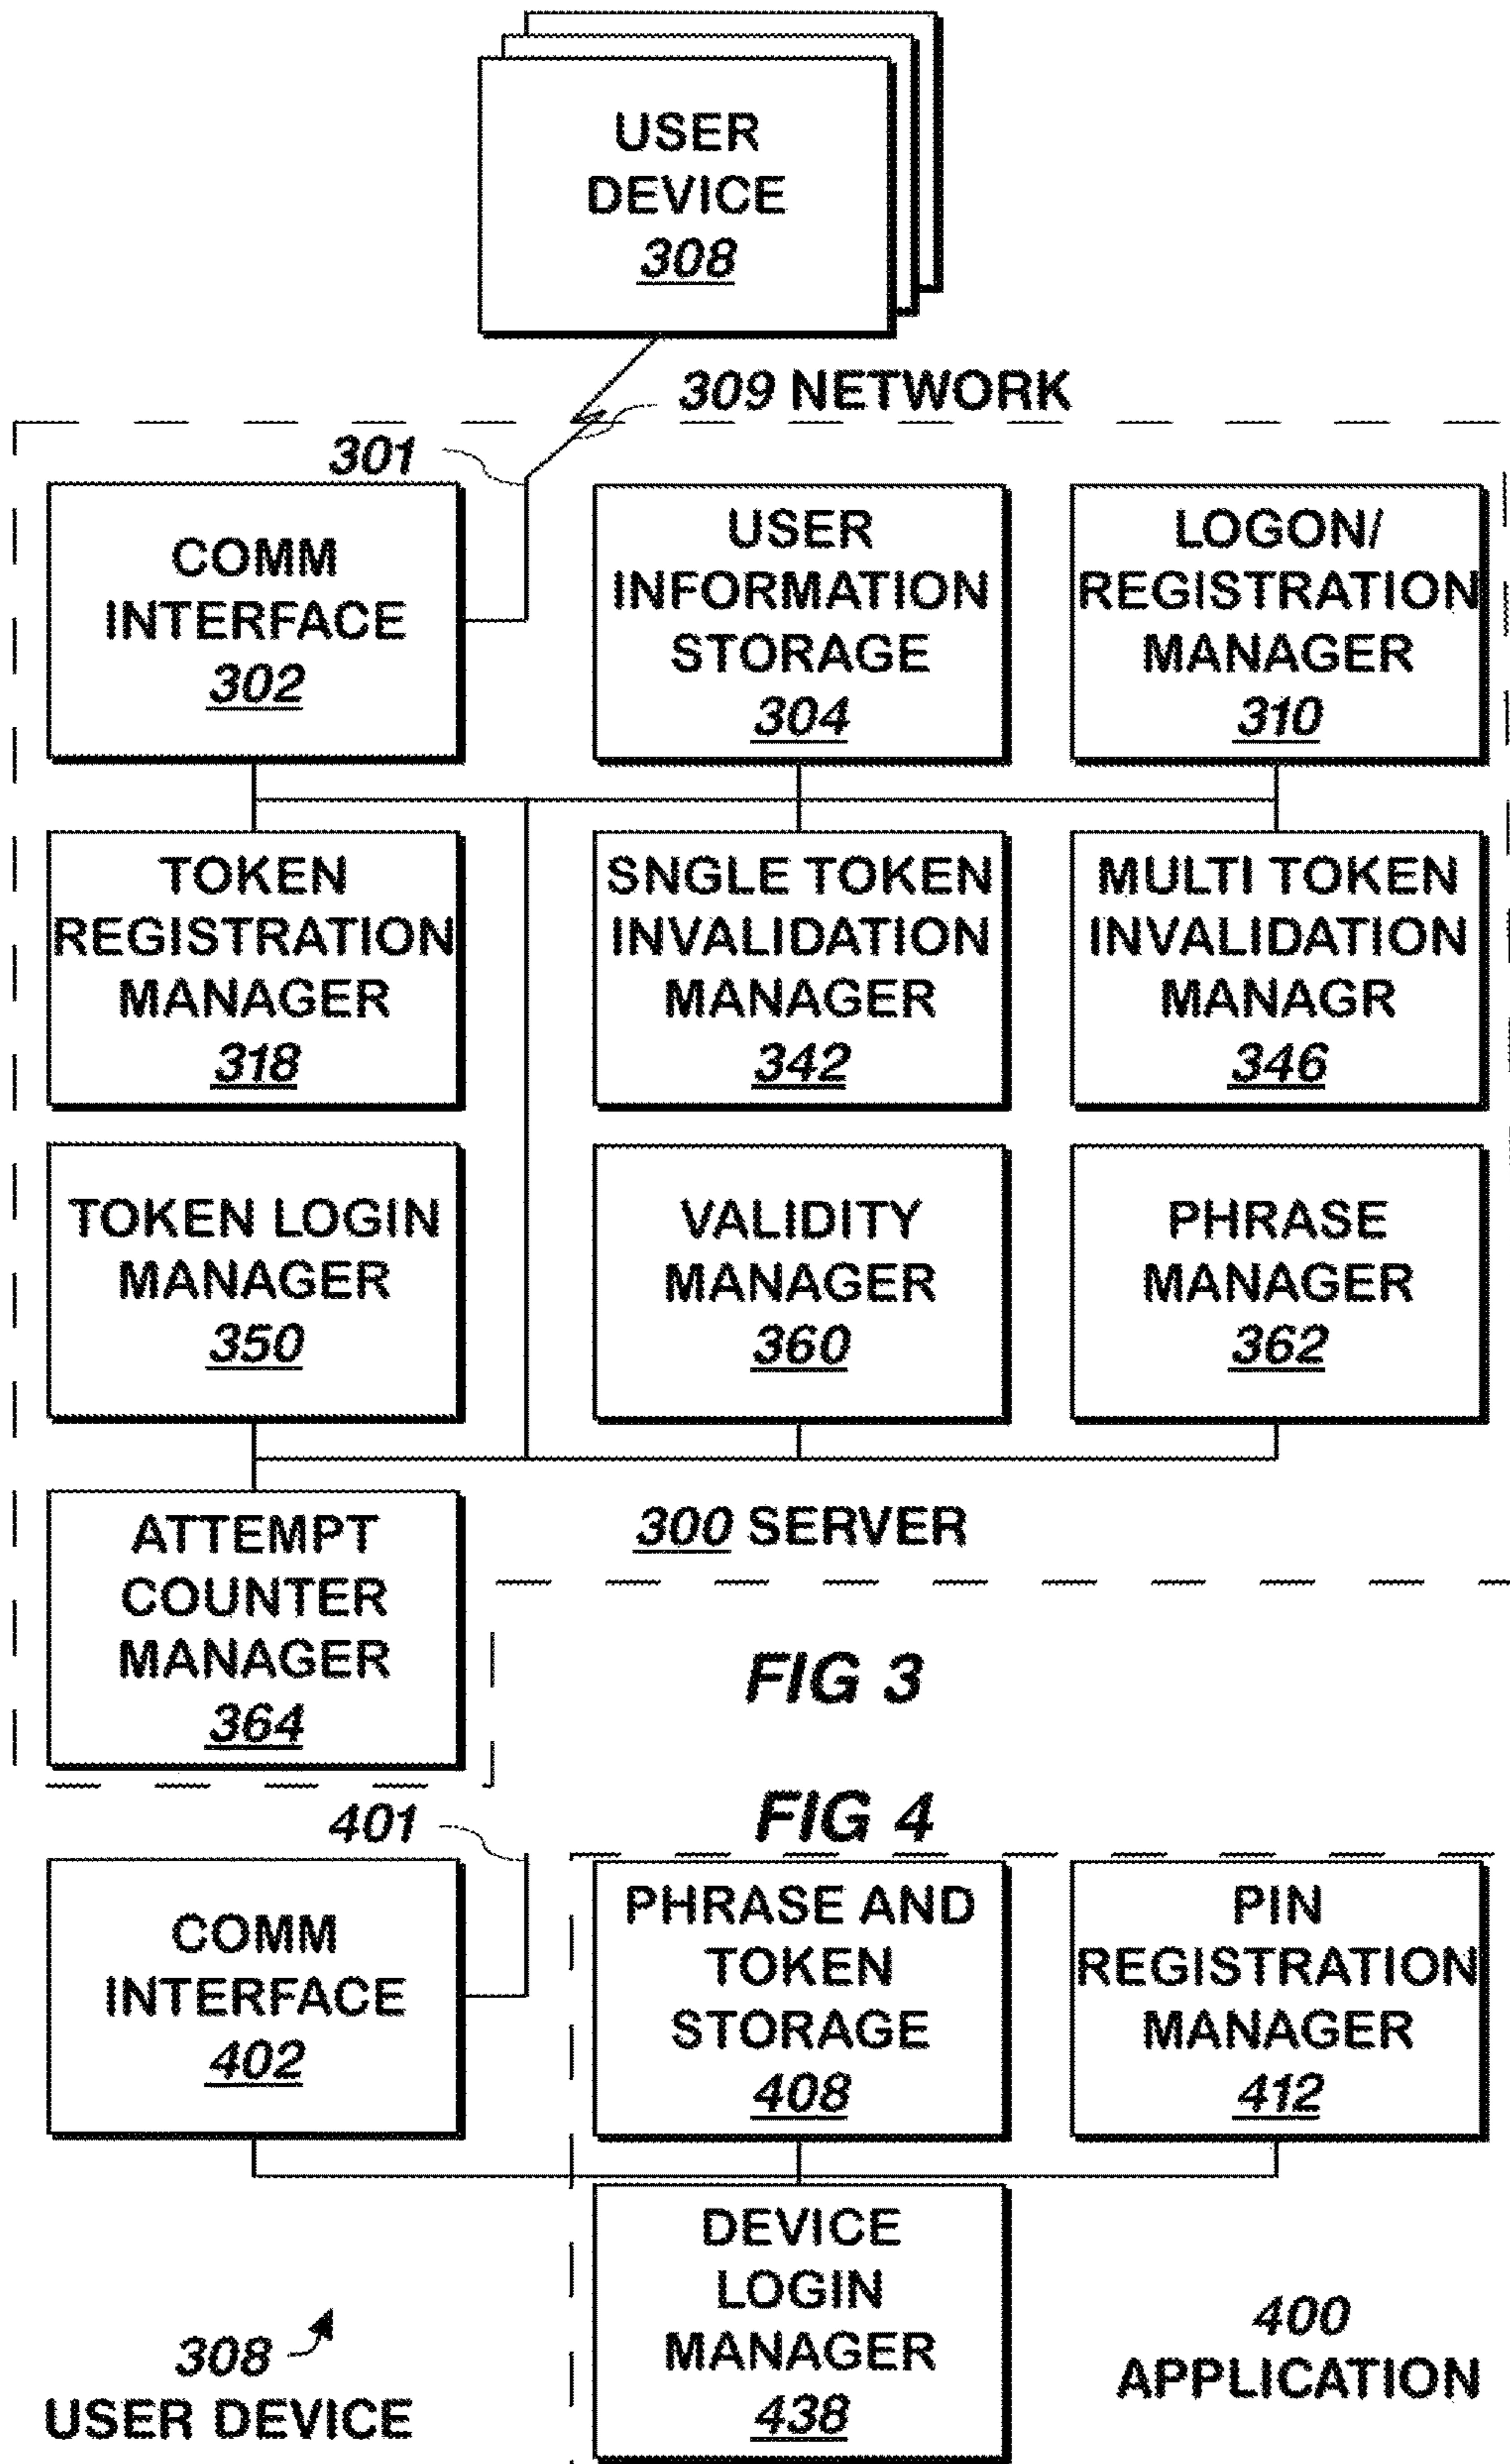 USER
DEVICE
308
309 NETWORK
301
COMM
INTERFACE
302
USER
INFORMATION
STORAGE
304
LOGON/
REGISTRATION
MANAGER
310
TOKEN
REGISTRATION
MANAGER
318
SNGLE TOKEN
INVALIDATION
MANAGER
342
MULTI TOKEN
INVALIDATION
MANAGR
346
TOKEN LOGIN
MANAGER
350
VALIDITY
MANAGER
360
PHRASE
MANAGER
362
ATTEMPT
COUNTER
MANAGER
364
300 SERVER
FIG 3
FIG 4
401
COMM
INTERFACE
402
PHRASE AND
TOKEN
STORAGE
408
PIN
REGISTRATION
MANAGER
412
DEVICE
LOGIN
MANAGER
438
308
USER DEVICE
400
APPLICATION